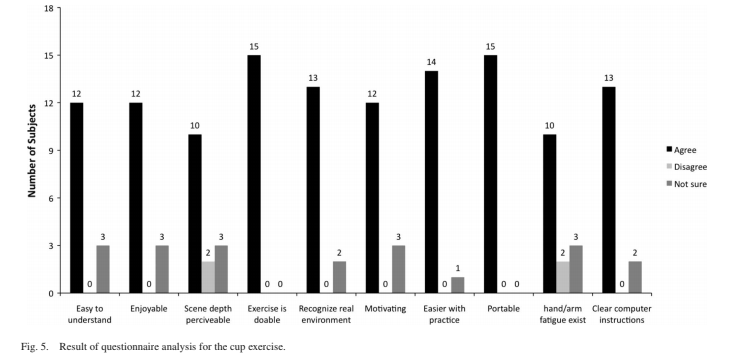 18
15
12
9
6
3
0
Number of Subjects
12 0 3
12 0 3
10 2 3
15 0 0
13 0 2
12 0 3
14 0 1
15 0 0
10 2 3
13 0 2
Easy to
understand
Enjoyable
Scene depth
perciveable
Exercise is
doable
Recognize real
environment
Motivating
Easier with
practice
Portable
hand/arm
fatigue exist
Clear computer
instructions
Agree
Disagree
Not sure
Fig. 5. Result of questionnaire analysis for the cup exercise.